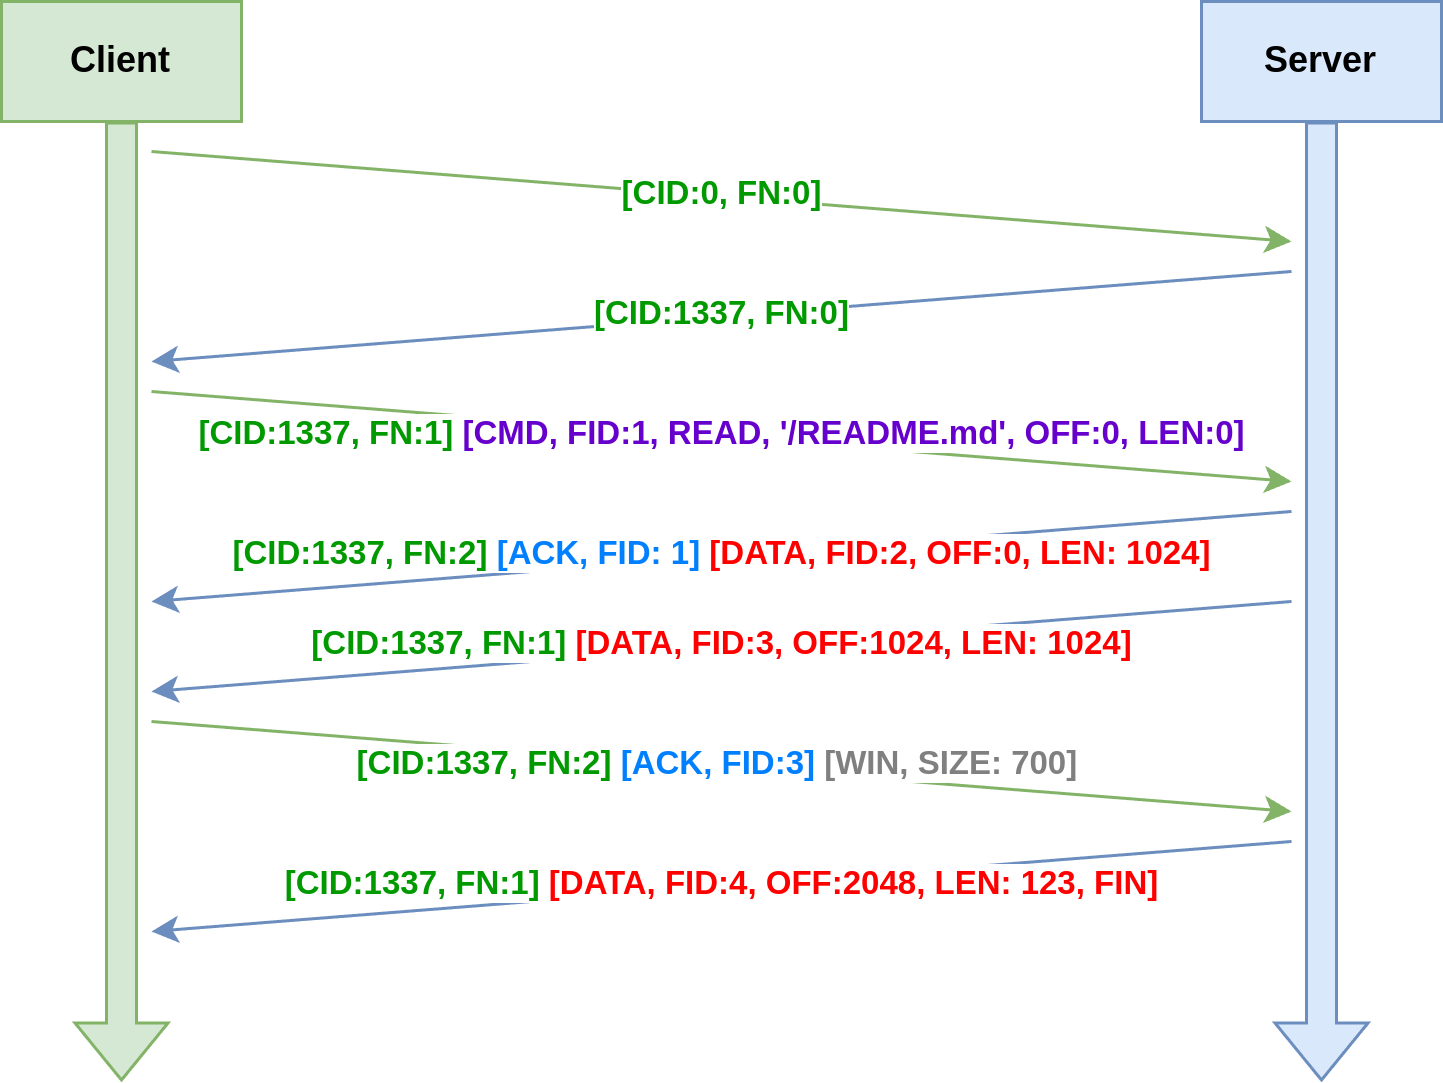 Client
Server
[CID:0, FN:0]
[CID:1337, FN:0]
[CID:1337, FN:1] [CMD, FID:1, READ, '/README.md', OFF:0, LEN:0]
[CID:1337, FN:2] [ACK, FID: 1] [DATA, FID:2, OFF:0, LEN: 1024]
[CID:1337, FN:1] [DATA, FID:3, OFF:1024, LEN: 1024]
[CID:1337, FN:2] [ACK, FID:3] [WIN, SIZE: 700]
[CID:1337, FN:1] [DATA, FID:4, OFF:2048, LEN: 123, FIN]